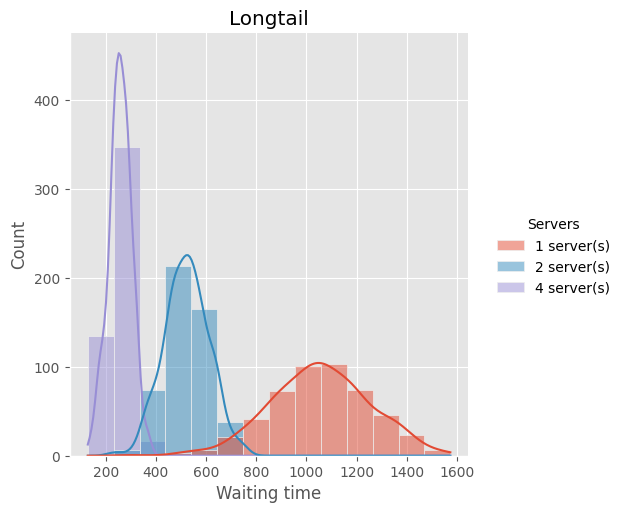 Longtail
Count
400
300
200
100
0
200 400 600 800 1000 1200 1400 1600
Waiting time
Servers
1 server(s)
2 server(s)
4 server(s)